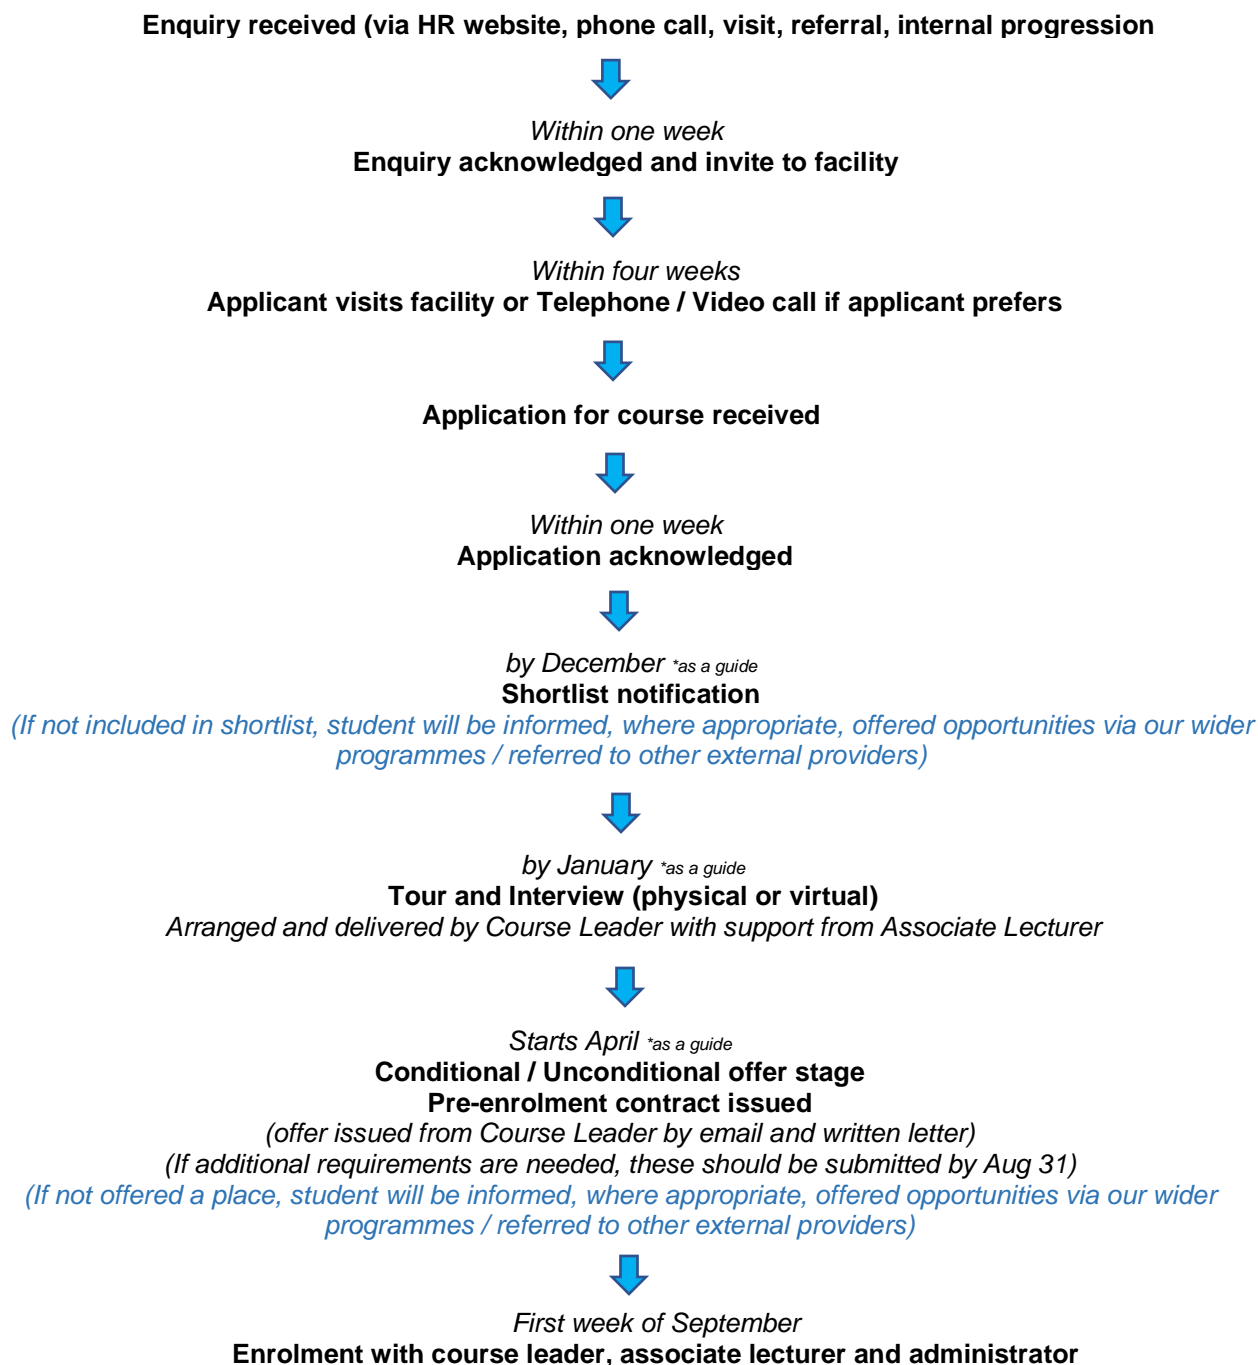 Enquiry received (via HR website, phone call, visit, referral, internal progression
Within one week
Enquiry acknowledged and invite to facility
Within four weeks
Applicant visits facility or Telephone / Video call if applicant prefers
Application for course received
Within one week
Application acknowledged
by December *as a guide
Shortlist notification
(If not included in shortlist, student will be informed, where appropriate, offered opportunities via our wider
programmes / referred to other external providers)
by January *as a guide
Tour and Interview (physical or virtual)
Arranged and delivered by Course Leader with support from Associate Lecturer
Starts April *as a guide
Conditional / Unconditional offer stage
Pre-enrolment contract issued
(offer issued from Course Leader by email and written letter)
(If additional requirements are needed, these should be submitted by Aug 31)
(If not offered a place, student will be informed, where appropriate, offered opportunities via our wider
programmes / referred to other external providers)
First week of September
Enrolment with course leader, associate lecturer and administrator